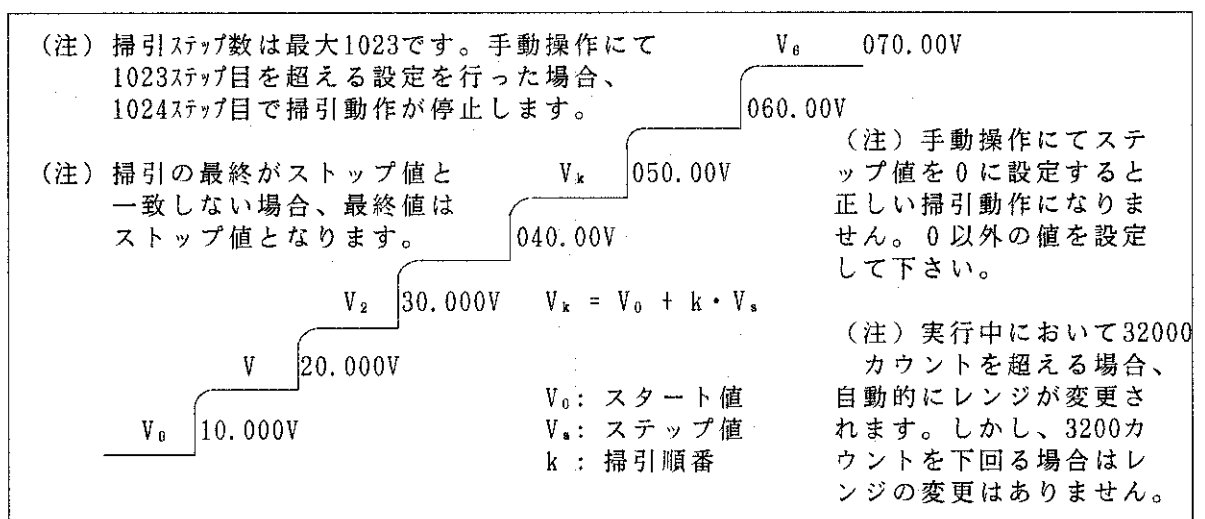 (注) 掃引ステップ数は最大1023です。手動操作にて
1023ステップ目を超える設定を行った場合、
1024ステップ目で掃引動作が停止します。
(注) 掃引の最終がストップ値と
一致しない場合、最終値は
ストップ値となります。
V₆ 070.00V
060.00V
Vₖ 050.00V
040.00V
V₂ 30.000V
V 20.000V
V₀ 10.000V
Vₖ = V₀ + k・Vₛ
V₀: スタート値
Vₛ: ステップ値
k : 掃引順番
(注) 手動操作にてステ
ップ値を0に設定すると
正しい掃引動作になりま
せん。0以外の値を設定
して下さい。
(注) 実行中において32000
カウントを超える場合、
自動的にレンジが変更さ
れます。しかし、3200カ
ウントを下回る場合はレ
ンジの変更はありません。